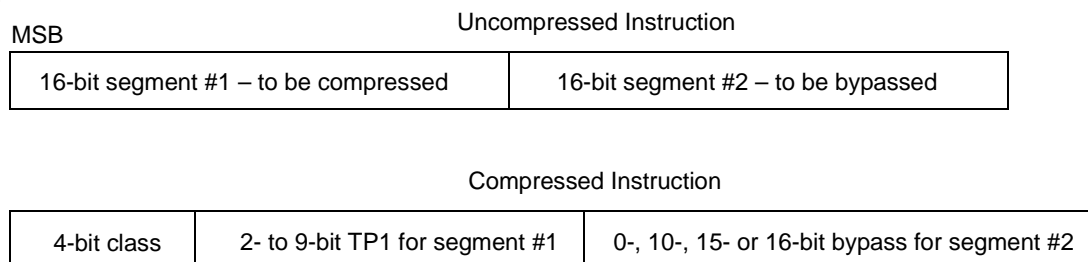 Uncompressed Instruction
MSB
16-bit segment #1 – to be compressed
16-bit segment #2 – to be bypassed
Compressed Instruction
4-bit class
2- to 9-bit TP1 for segment #1
0-, 10-, 15- or 16-bit bypass for segment #2